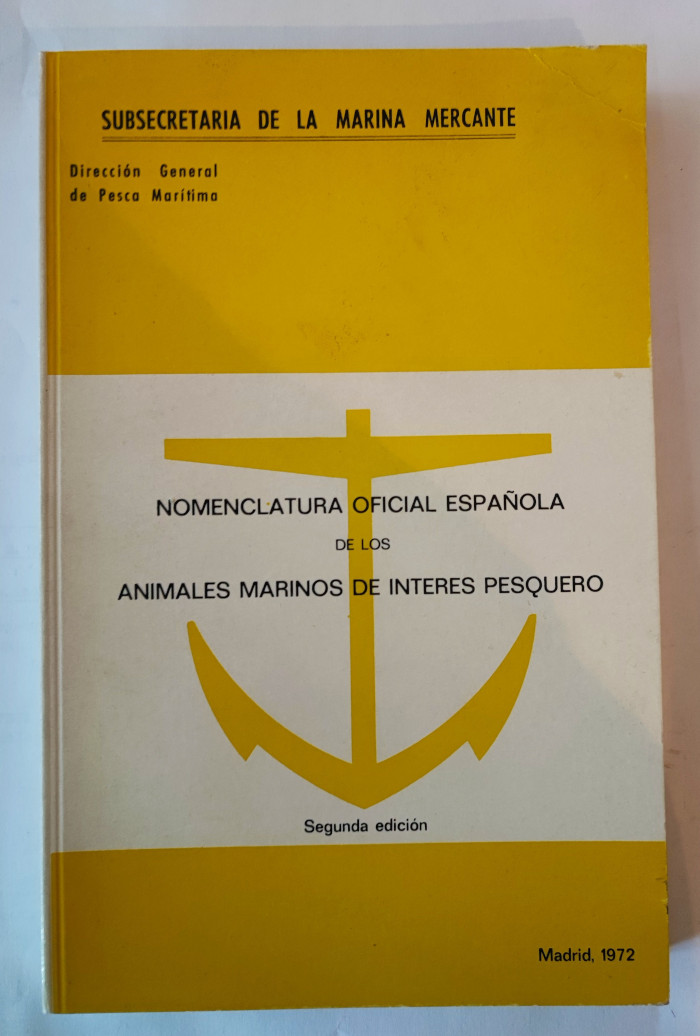 SUBSECRETARIA DE LA MARINA MERCANTE
Dirección General
de Pesca Marítima
NOMENCLATURA OFICIAL ESPAÑOLA
DE LOS
ANIMALES MARINOS DE INTERES PESQUERO
Segunda edición
Madrid, 1972